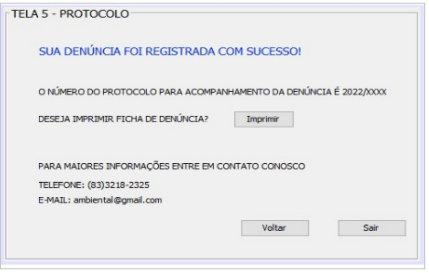 TELA 5 - PROTOCOLO
SUA DENÚNCIA FOI REGISTRADA COM SUCESSO!
O NÚMERO DO PROTOCOLO PARA ACOMPANHAMENTO DA DENÚNCIA É 2022/XXXX
DESEJA IMPRIMIR FICHA DE DENÚNCIA? Imprimir
PARA MAIORES INFORMAÇÕES ENTRE EM CONTATO CONOSCO
TELEFONE: (83)3218-2325
E-MAIL: ambiental@gmail.com
Voltar Sair